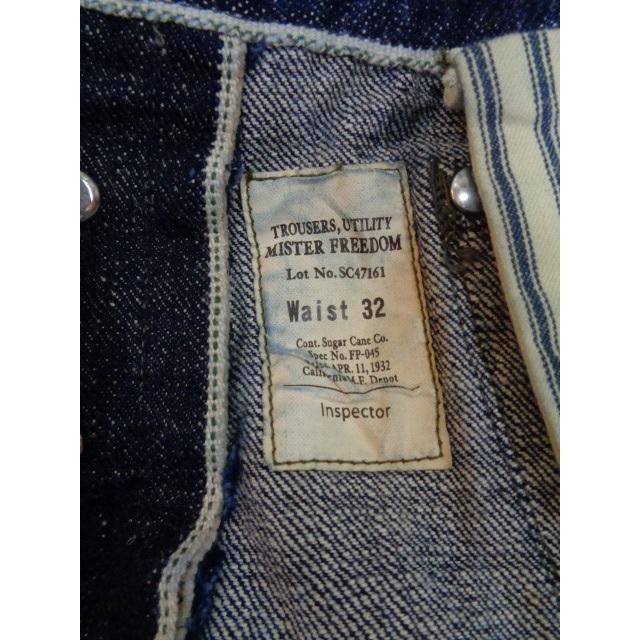 TROUSERS, UTILITY
MISTER FREEDOM
Lot No. SC47161
Waist 32
Cont. Sugar Cane Co.
Spec No. FP-045
APR. 11, 1932
M.F. Depot
Inspector